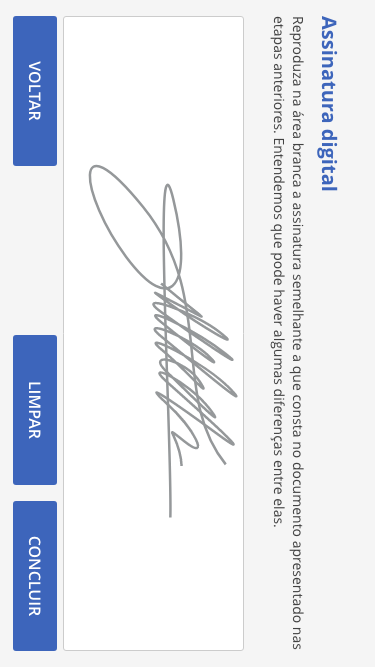 Assinatura digital
Reproduza na área branca a assinatura semelhante a que consta no documento apresentado nas
etapas anteriores. Entendemos que pode haver algumas diferenças entre elas.
VOLTAR
LIMPAR
CONCLUIR